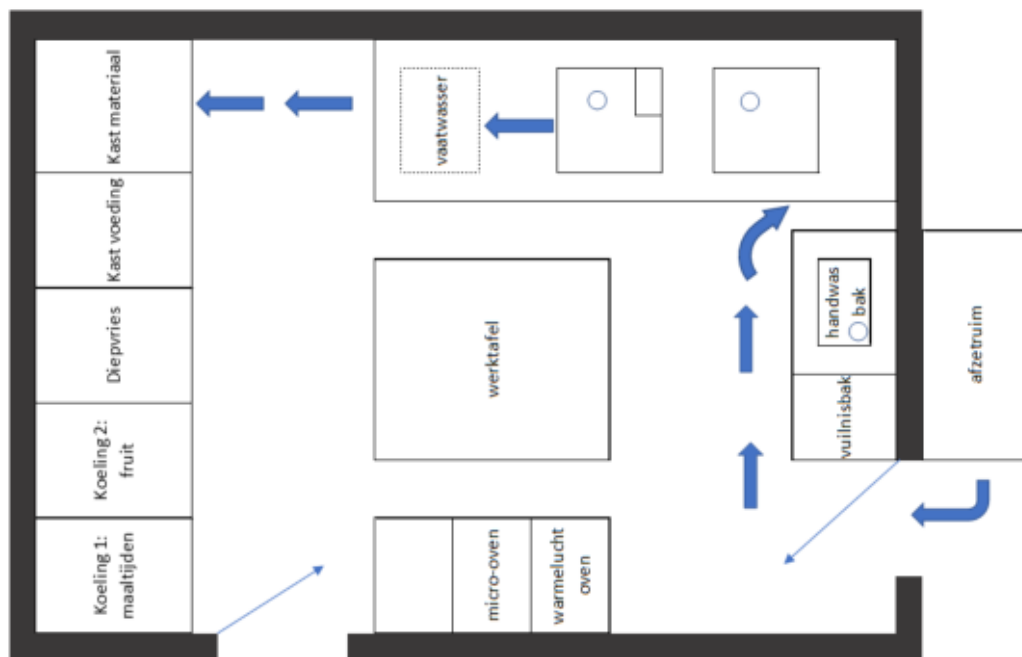 Kast materiaal
Kast voeding
Diepvries
Koeling 2:
fruit
Koeling 1:
maaltijden
vaatwasser
werktafel
micro-oven
warmelucht
oven
handwas
bak
vuilnisbak
afzetruim